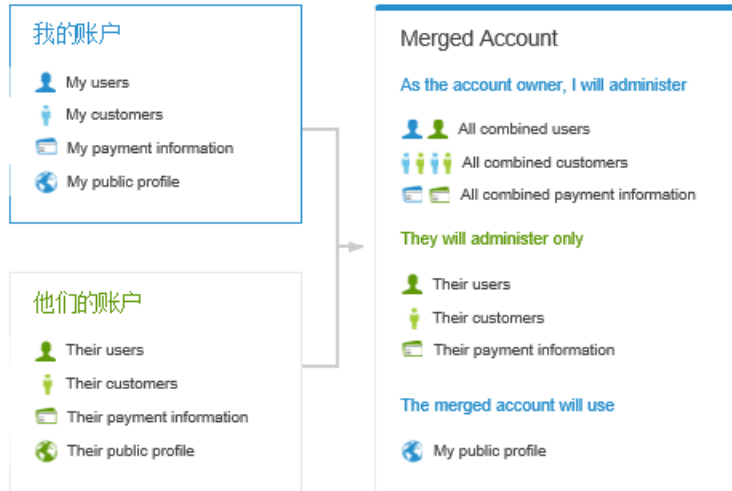 我的账户
My users
My customers
My payment information
My public profile
他们的账户
Their users
Their customers
Their payment information
Their public profile
Merged Account
As the account owner, I will administer
All combined users
All combined customers
All combined payment information
They will administer only
Their users
Their customers
Their payment information
The merged account will use
My public profile